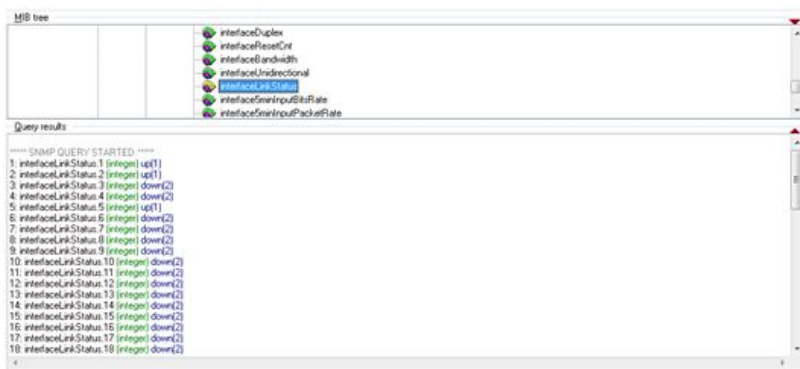 MIB tree
interfaceDuplex
interfaceResetCnt
interfaceBandwidth
interfaceUnidirectional
interfaceLinkStatus
interface5minInputBitsRate
interface5minInputPacketRate
Query results
***** SNMP QUERY STARTED *****
1: interfaceLinkStatus.1 (integer) up(1)
2: interfaceLinkStatus.2 (integer) up(1)
3: interfaceLinkStatus.3 (integer) down(2)
4: interfaceLinkStatus.4 (integer) down(2)
5: interfaceLinkStatus.5 (integer) up(1)
6: interfaceLinkStatus.6 (integer) down(2)
7: interfaceLinkStatus.7 (integer) down(2)
8: interfaceLinkStatus.8 (integer) down(2)
9: interfaceLinkStatus.9 (integer) down(2)
10: interfaceLinkStatus.10 (integer) down(2)
11: interfaceLinkStatus.11 (integer) down(2)
12: interfaceLinkStatus.12 (integer) down(2)
13: interfaceLinkStatus.13 (integer) down(2)
14: interfaceLinkStatus.14 (integer) down(2)
15: interfaceLinkStatus.15 (integer) down(2)
16: interfaceLinkStatus.16 (integer) down(2)
17: interfaceLinkStatus.17 (integer) down(2)
18: interfaceLinkStatus.18 (integer) down(2)